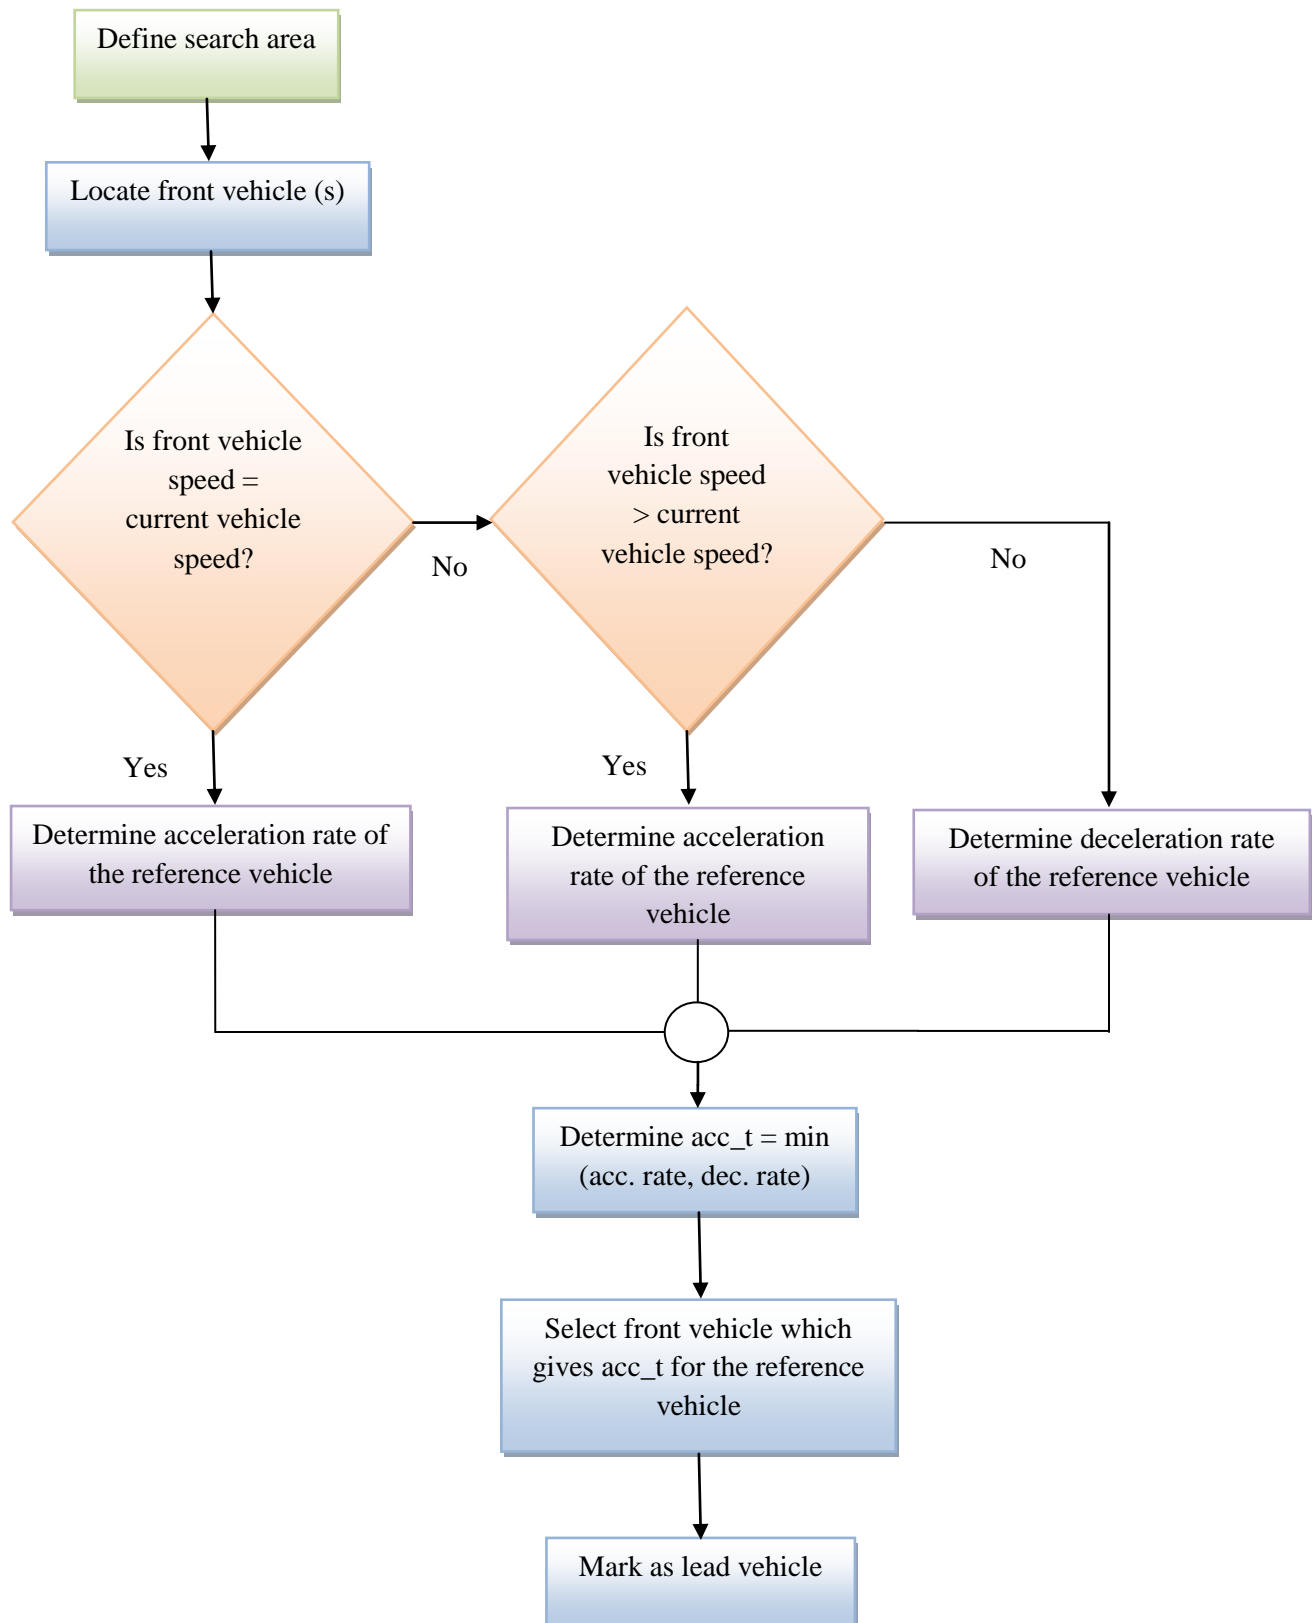 Define search area
Locate front vehicle (s)
Is front vehicle
speed =
current vehicle
speed?
No
Is front
vehicle speed
> current
vehicle speed?
No
Yes
Yes
Determine acceleration rate of
the reference vehicle
Determine acceleration
rate of the reference
vehicle
Determine deceleration rate
of the reference vehicle
Determine acc_t = min
(acc. rate, dec. rate)
Select front vehicle which
gives acc_t for the reference
vehicle
Mark as lead vehicle